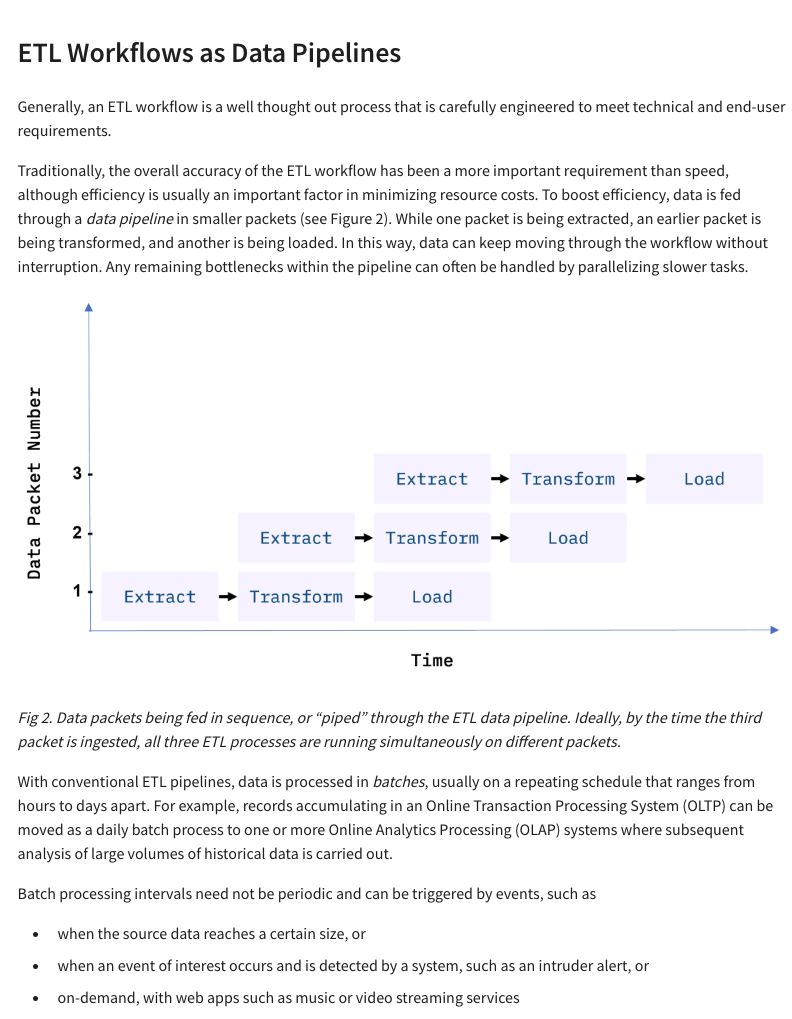 ETL Workflows as Data Pipelines
Generally, an ETL workflow is a well thought out process that is carefully engineered to meet technical and end-user
requirements.
Traditionally, the overall accuracy of the ETL workflow has been a more important requirement than speed,
although efficiency is usually an important factor in minimizing resource costs. To boost efficiency, data is fed
through a data pipeline in smaller packets (see Figure 2). While one packet is being extracted, an earlier packet is
being transformed, and another is being loaded. In this way, data can keep moving through the workflow without
interruption. Any remaining bottlenecks within the pipeline can often be handled by parallelizing slower tasks.
Data Packet Number
3
Extract
Transform
Load
2
Extract
Transform
Load
1
Extract
Transform
Load
Time
Fig 2. Data packets being fed in sequence, or “piped” through the ETL data pipeline. Ideally, by the time the third
packet is ingested, all three ETL processes are running simultaneously on different packets.
With conventional ETL pipelines, data is processed in batches, usually on a repeating schedule that ranges from
hours to days apart. For example, records accumulating in an Online Transaction Processing System (OLTP) can be
moved as a daily batch process to one or more Online Analytics Processing (OLAP) systems where subsequent
analysis of large volumes of historical data is carried out.
Batch processing intervals need not be periodic and can be triggered by events, such as
• when the source data reaches a certain size, or
• when an event of interest occurs and is detected by a system, such as an intruder alert, or
• on-demand, with web apps such as music or video streaming services